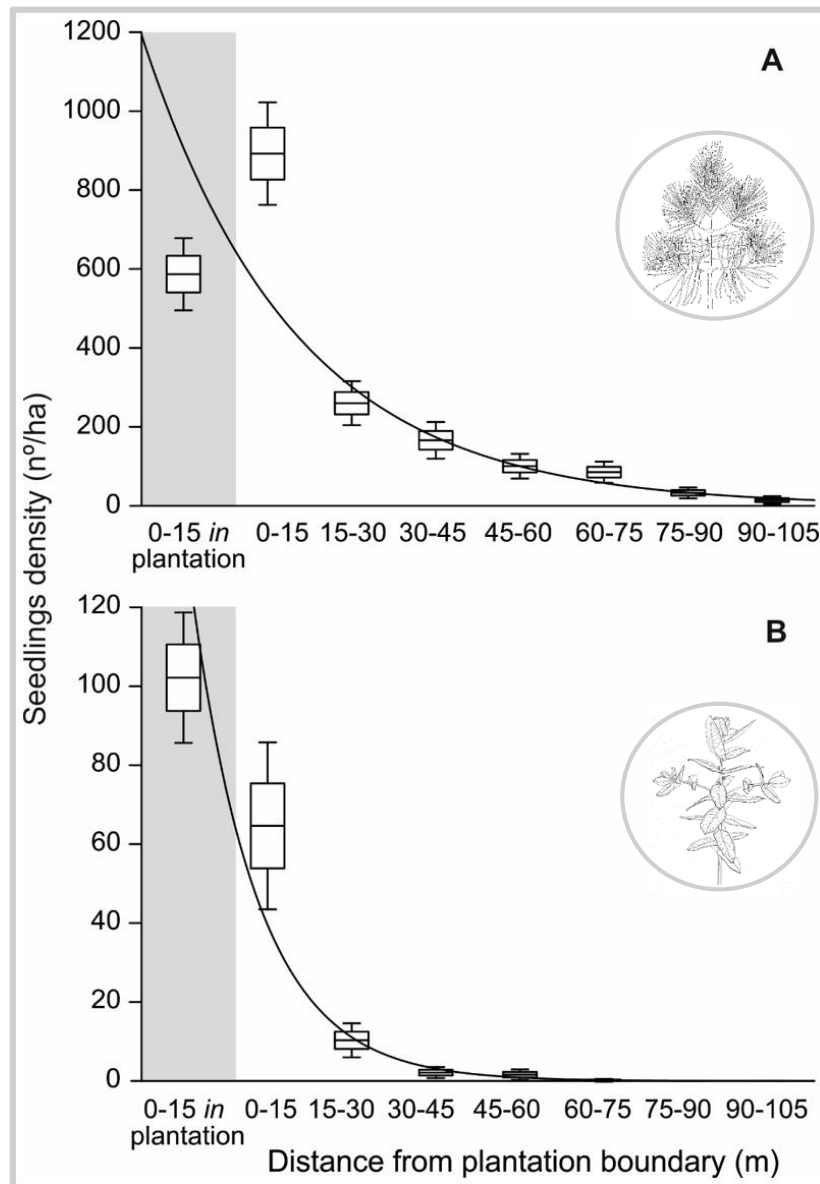 A
1200
1000
800
600
400
200
0
0-15 in 0-15 15-30 30-45 45-60 60-75 75-90 90-105
plantation
Seedlings density (nº/ha)
B
120
100
80
60
40
20
0
0-15 in 0-15 15-30 30-45 45-60 60-75 75-90 90-105
plantation
Distance from plantation boundary (m)